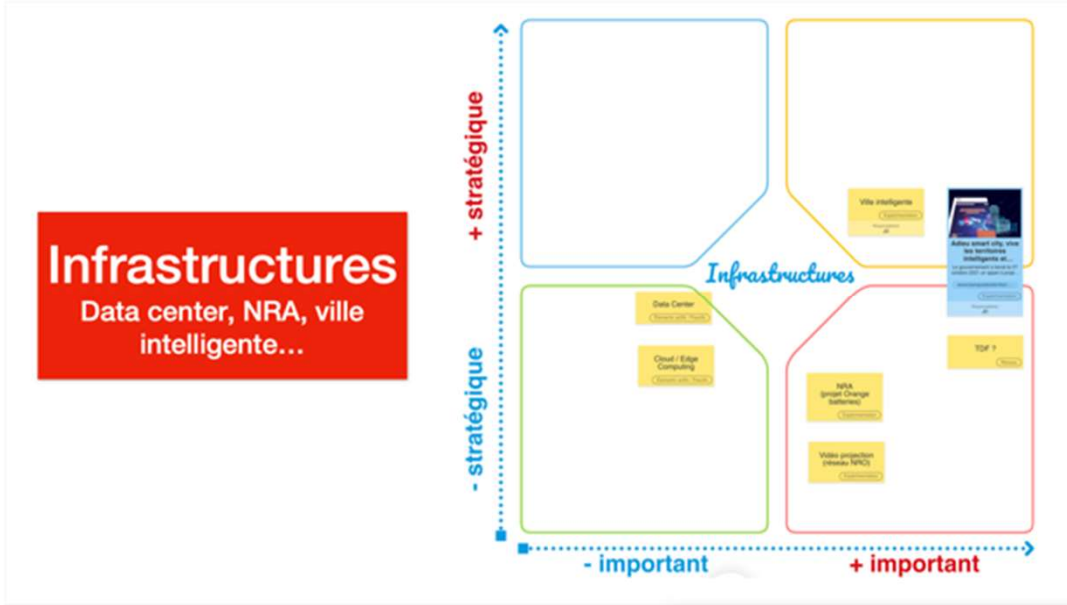 Infrastructures
Data center, NRA, ville
intelligente...
+ stratégique
- stratégique
Ville intelligente
Adieu smart city, vive
les territoires
intelligents et...
Infrastructures
Data Center
Cloud / Edge
Computing
TDF ?
NRA
(projet Orange
batteries)
Vidéo projection
(réseau NRO)
- important
+ important